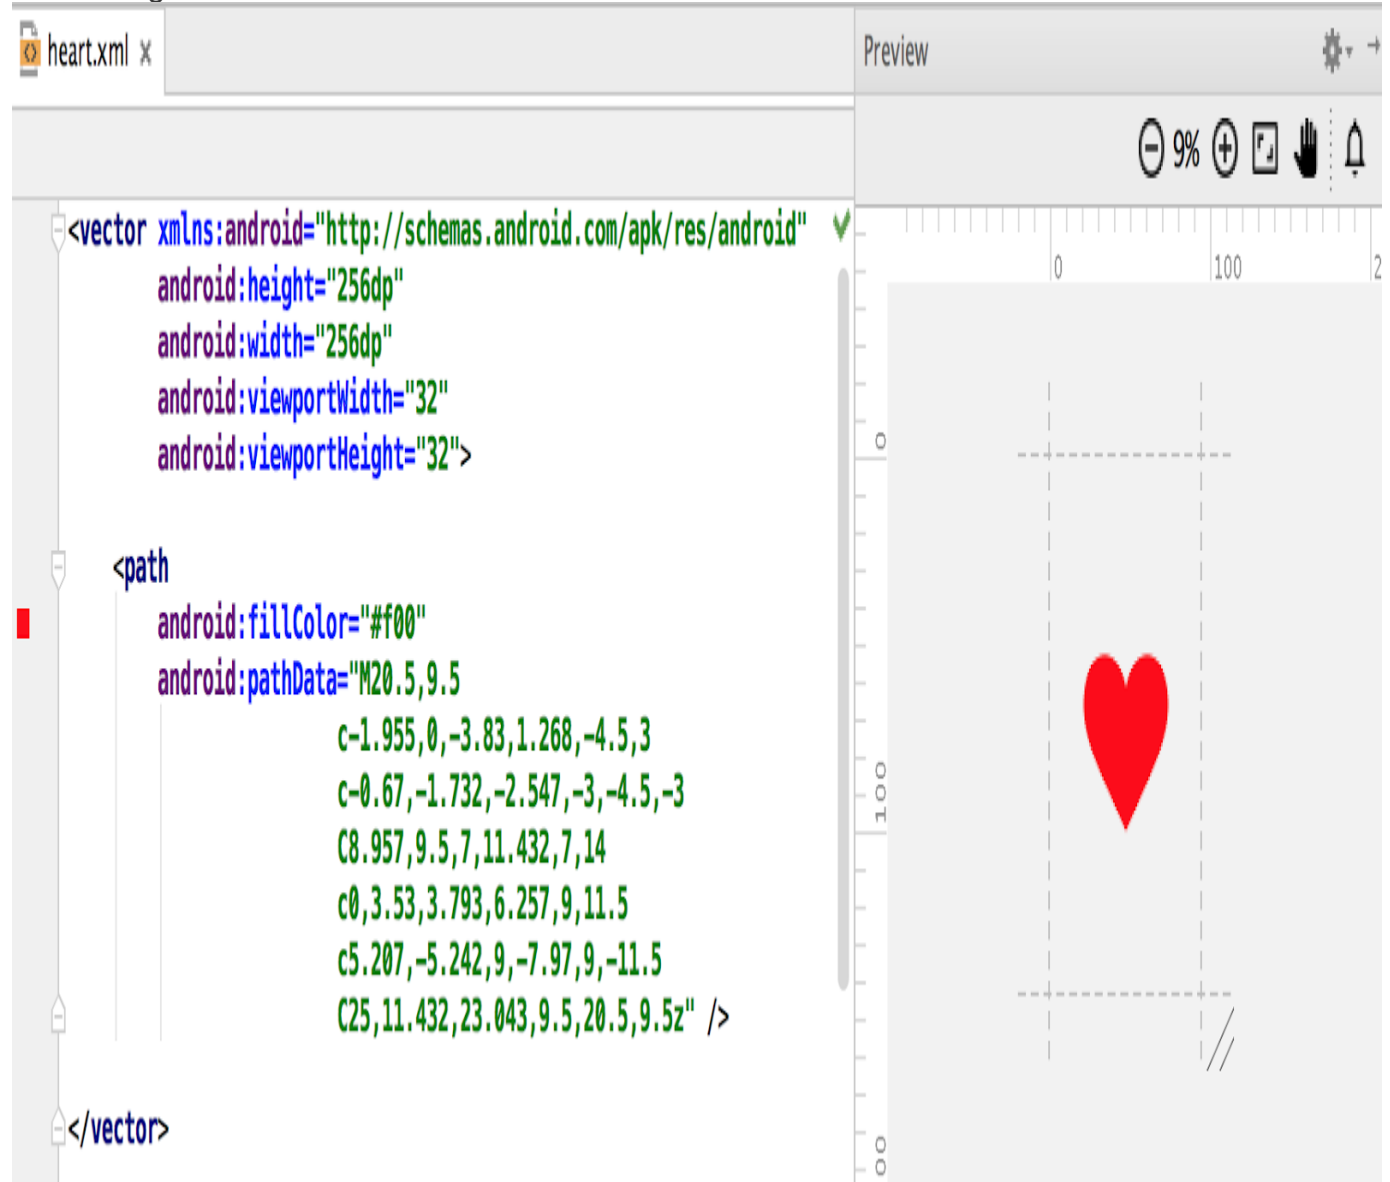 heart.xml
Preview
9%
0 100 2
0
100
00
<vector xmlns:android="http://schemas.android.com/apk/res/android"
android:height="256dp"
android:width="256dp"
android:viewportWidth="32"
android:viewportHeight="32">
<path
android:fillColor="#f00"
android:pathData="M20.5,9.5
c-1.955,0,-3.83,1.268,-4.5,3
c-0.67,-1.732,-2.547,-3,-4.5,-3
C8.957,9.5,7,11.432,7,14
c0,3.53,3.793,6.257,9,11.5
c5.207,-5.242,9,-7.97,9,-11.5
C25,11.432,23.043,9.5,20.5,9.5z" />
</vector>